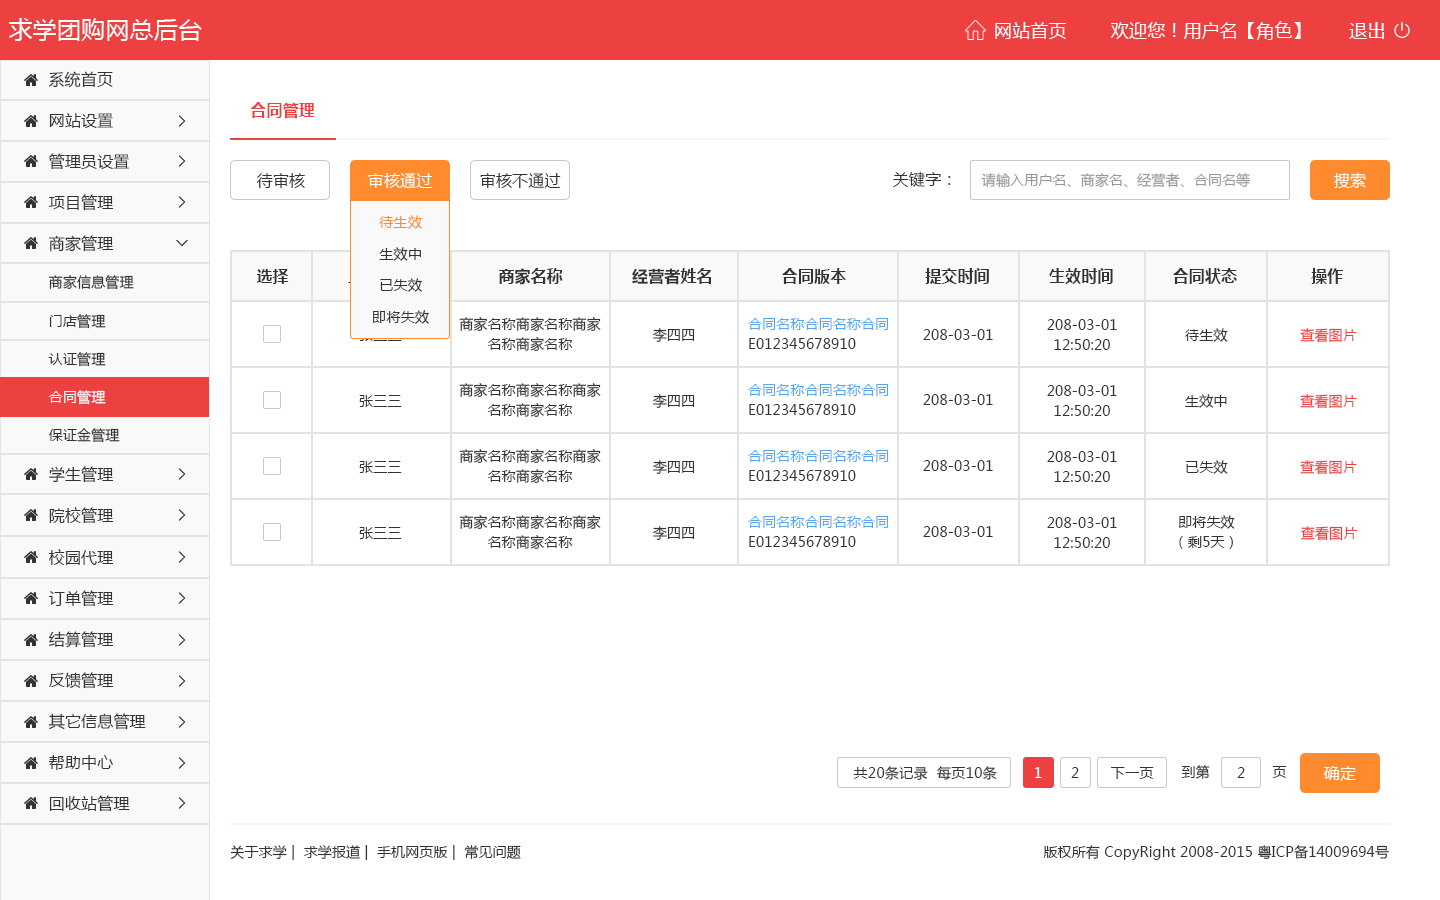 求学团购网总后台
网站首页
欢迎您！用户名【角色】
退出
系统首页
网站设置
管理员设置
项目管理
商家管理
商家信息管理
门店管理
认证管理
合同管理
保证金管理
学生管理
院校管理
校园代理
订单管理
结算管理
反馈管理
其它信息管理
帮助中心
回收站管理
合同管理
待审核
审核通过
审核不通过
关键字：
请输入用户名、商家名、经营者、合同名等
搜索
待生效
生效中
已失效
即将失效
选择 商家名称 经营者姓名 合同版本 提交时间 生效时间 合同状态 操作
商家名称商家名称商家 合同名称合同名称合同 208-03-01
李四四 208-03-01 待生效 查看图片
名称商家名称 E012345678910 12:50:20
商家名称商家名称商家 合同名称合同名称合同 208-03-01
张三三 李四四 208-03-01 生效中 查看图片
名称商家名称 E012345678910 12:50:20
商家名称商家名称商家 合同名称合同名称合同 208-03-01
张三三 李四四 208-03-01 已失效 查看图片
名称商家名称 E012345678910 12:50:20
商家名称商家名称商家 合同名称合同名称合同 208-03-01 即将失效
张三三 李四四 208-03-01 查看图片
名称商家名称 E012345678910 12:50:20 （剩5天）
共20条记录 每页10条 1 2 下一页 到第 2 页 确定
关于求学 | 求学报道 | 手机网页版 | 常见问题
版权所有 CopyRight 2008-2015 粤ICP备14009694号